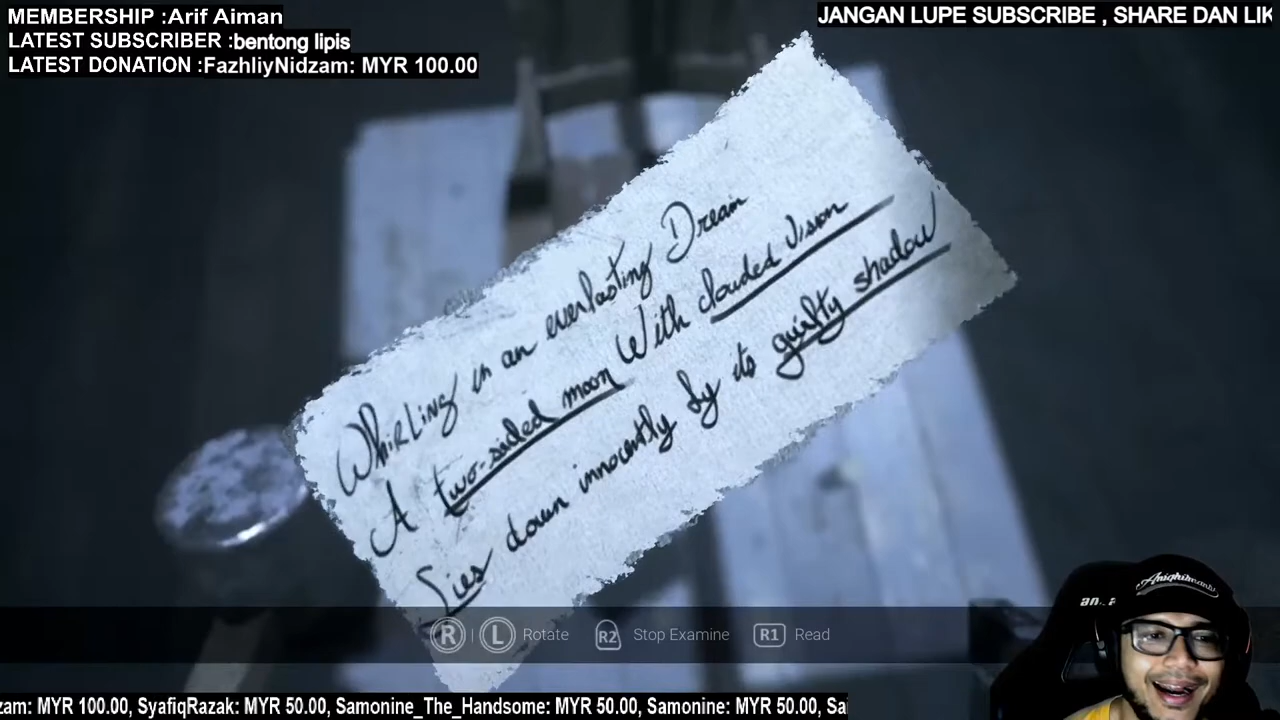 MEMBERSHIP :Arif Aiman
LATEST SUBSCRIBER :bentong lipis
LATEST DONATION :FazhliyNidzam: MYR 100.00
JANGAN LUPE SUBSCRIBE , SHARE DAN LIK
WhirLing in an everlasting Dream
A two-sided moon With clouded vision
Lies down innocently by its guilty shadow
R | L Rotate R2 Stop Examine R1 Read
zam: MYR 100.00, SyafiqRazak: MYR 50.00, Samonine_The_Handsome: MYR 50.00, Samonine: MYR 50.00, Sai